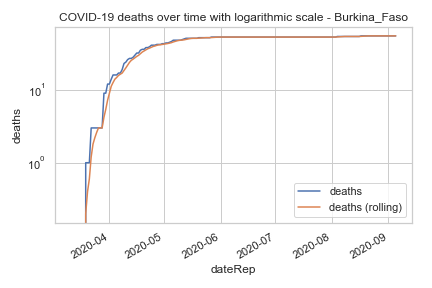 COVID-19 deaths over time with logarithmic scale - Burkina_Faso
deaths
10¹
10⁰
deaths
deaths (rolling)
2020-04
2020-05
2020-06
2020-07
2020-08
2020-09
dateRep